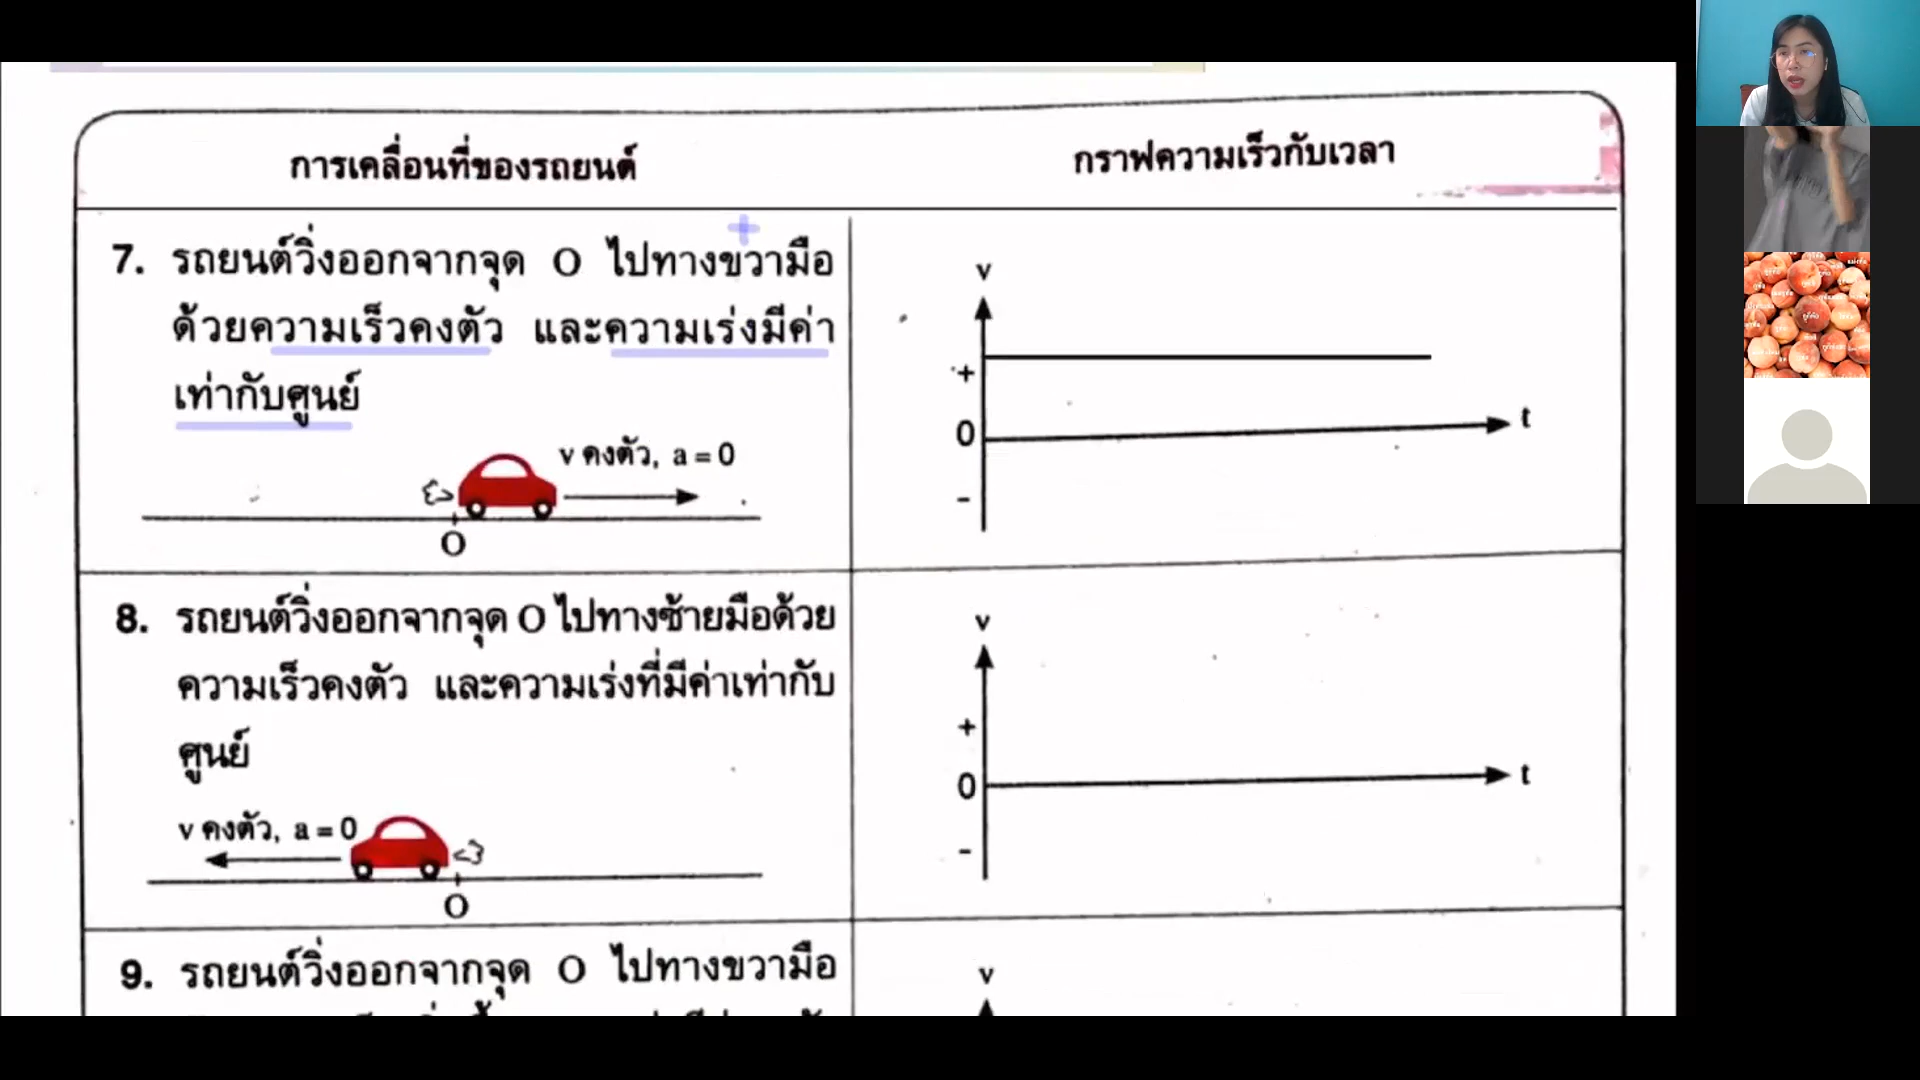 การเคลื่อนที่ของรถยนต์
กราฟความเร็วกับเวลา
7. รถยนต์วิ่งออกจากจุด O ไปทางขวามือ
ด้วยความเร็วคงตัว และความเร่งมีค่า
เท่ากับศูนย์
v คงตัว, a = 0
O
v
+
0
-
t
8. รถยนต์วิ่งออกจากจุด O ไปทางซ้ายมือด้วย
ความเร็วคงตัว และความเร่งที่มีค่าเท่ากับ
ศูนย์
v คงตัว, a = 0
O
v
+
0
-
t
9. รถยนต์วิ่งออกจากจุด O ไปทางขวามือ
v